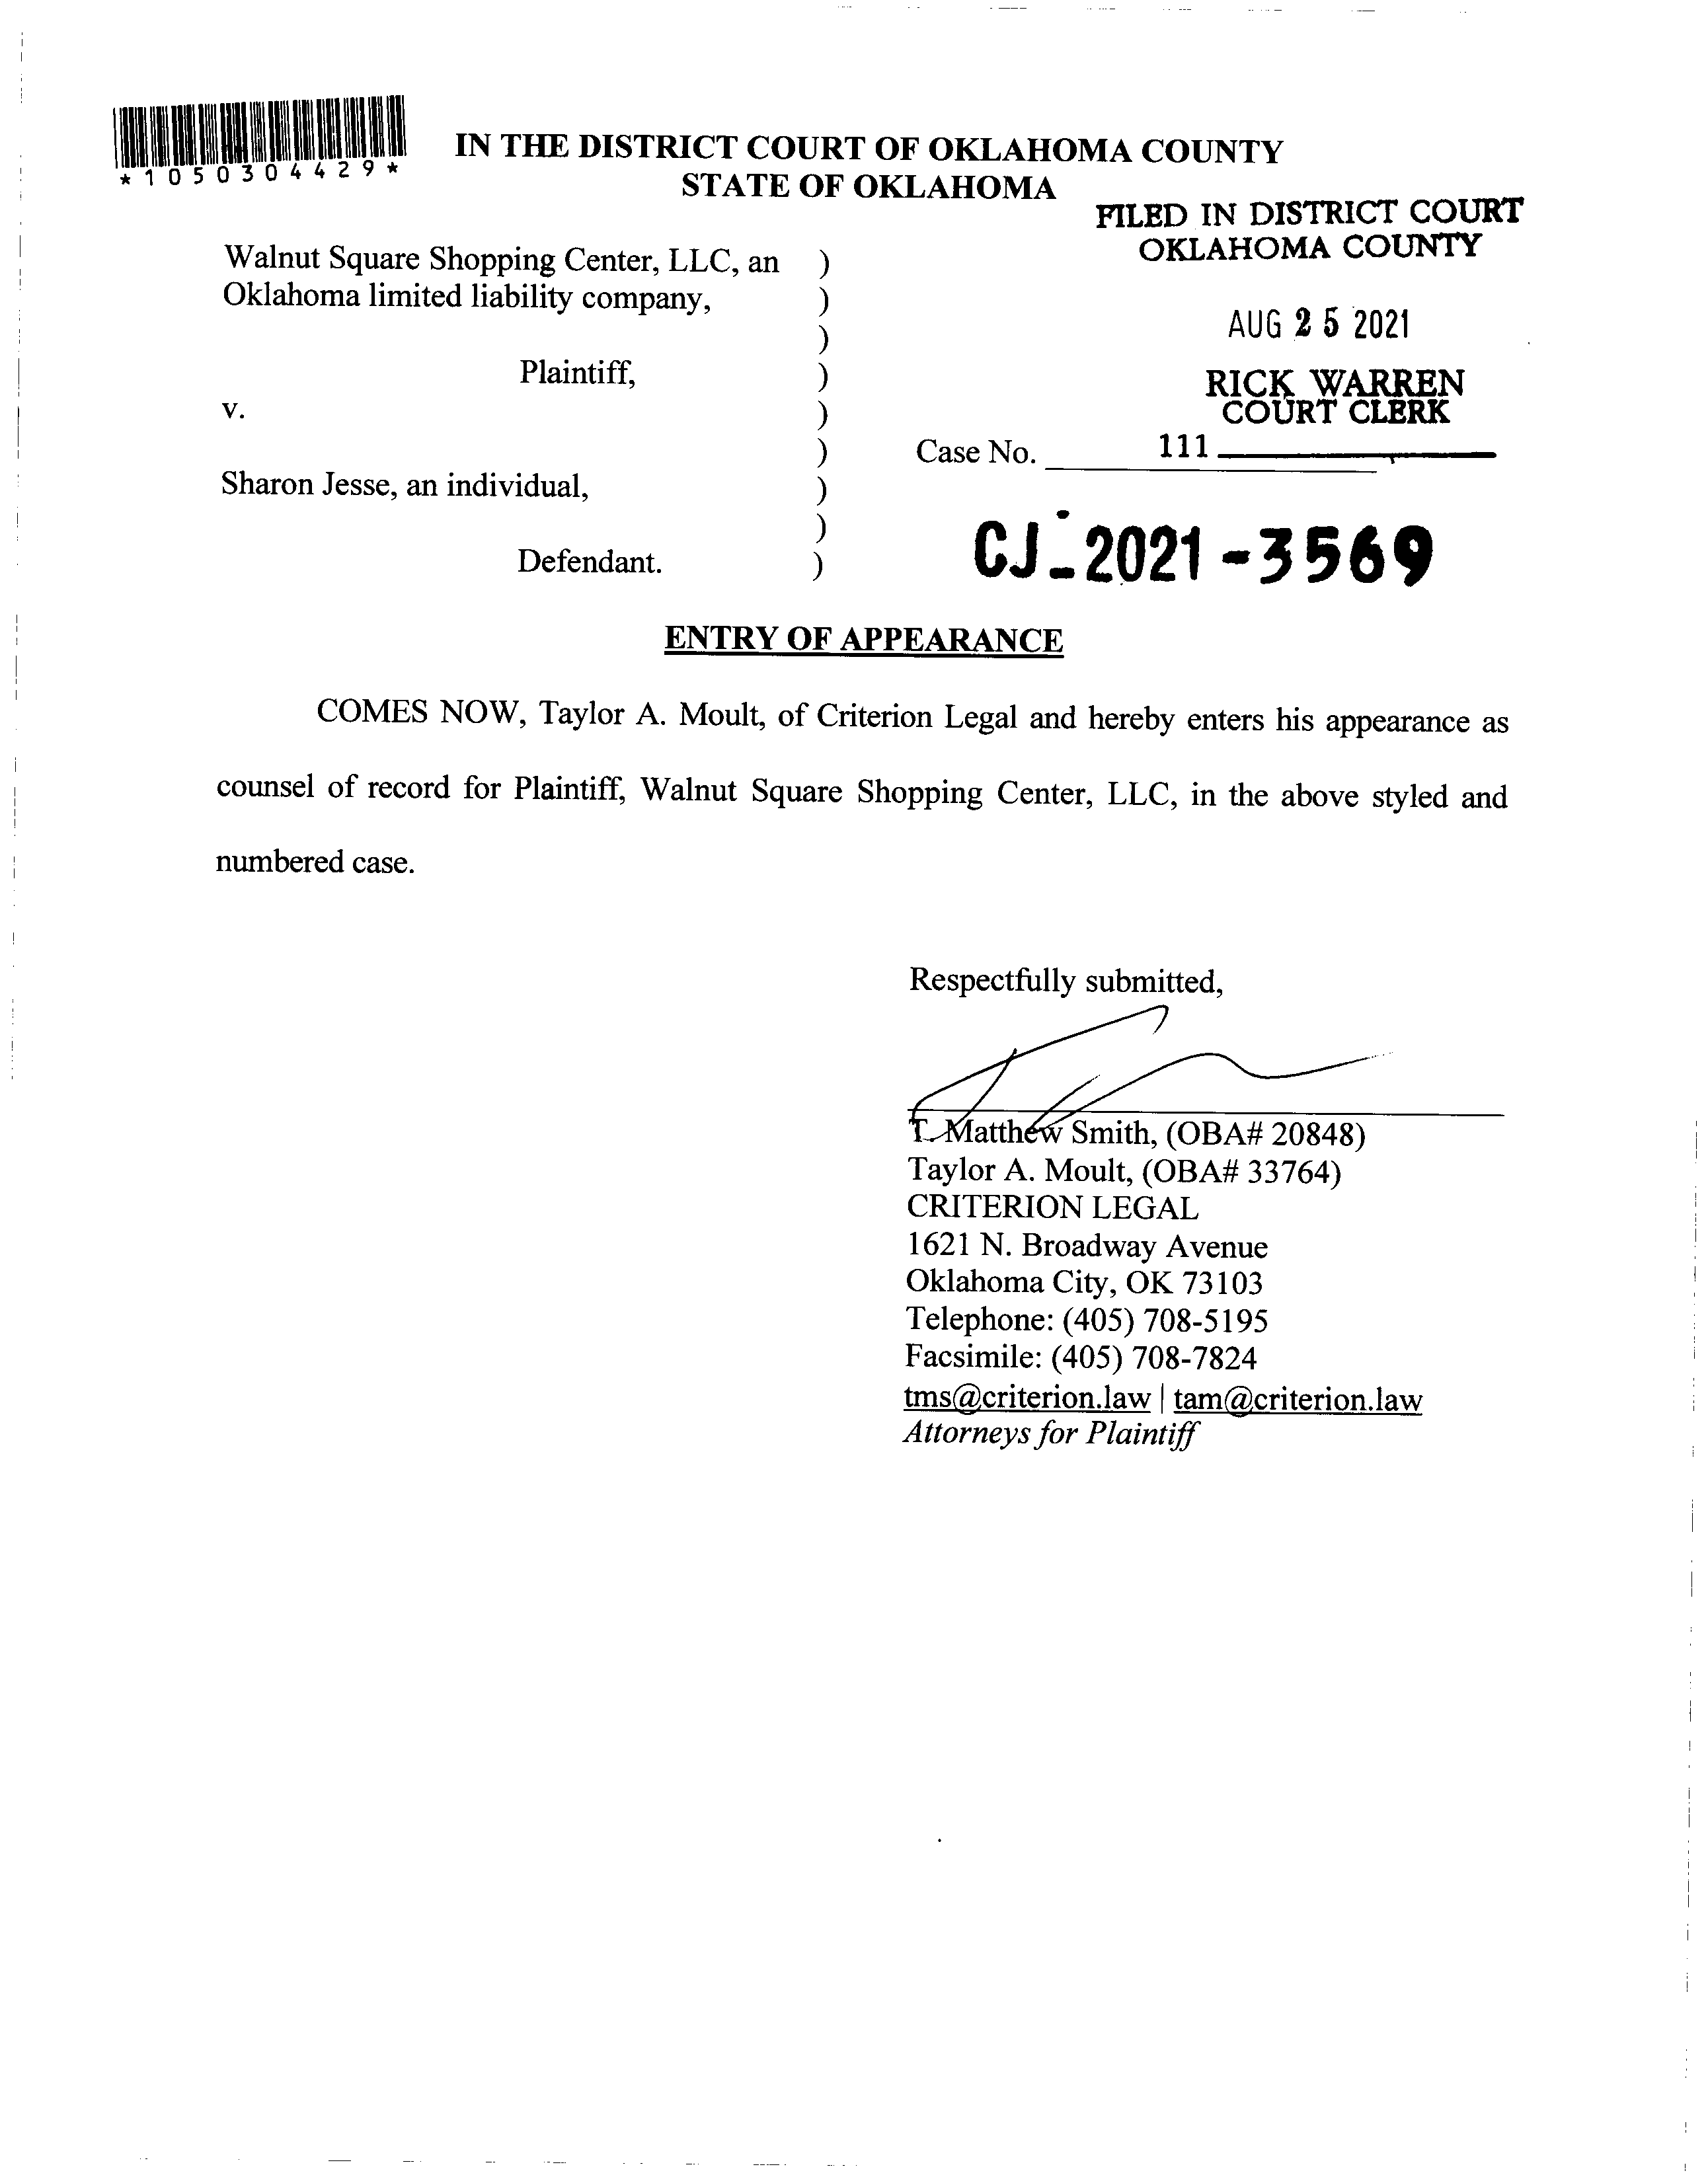 *1050304429*
IN THE DISTRICT COURT OF OKLAHOMA COUNTY
STATE OF OKLAHOMA
FILED IN DISTRICT COURT
OKLAHOMA COUNTY
AUG 25 2021
RICK WARREN
COURT CLERK
111
Walnut Square Shopping Center, LLC, an )
Oklahoma limited liability company, )
)
Plaintiff, )
v. )
) Case No.
Sharon Jesse, an individual, )
)
Defendant. )
CJ-2021-3569
ENTRY OF APPEARANCE
COMES NOW, Taylor A. Moult, of Criterion Legal and hereby enters his appearance as
counsel of record for Plaintiff, Walnut Square Shopping Center, LLC, in the above styled and
numbered case.
Respectfully submitted,
T. Matthew Smith, (OBA# 20848)
Taylor A. Moult, (OBA# 33764)
CRITERION LEGAL
1621 N. Broadway Avenue
Oklahoma City, OK 73103
Telephone: (405) 708-5195
Facsimile: (405) 708-7824
tms@criterion.law | tam@criterion.law
Attorneys for Plaintiff